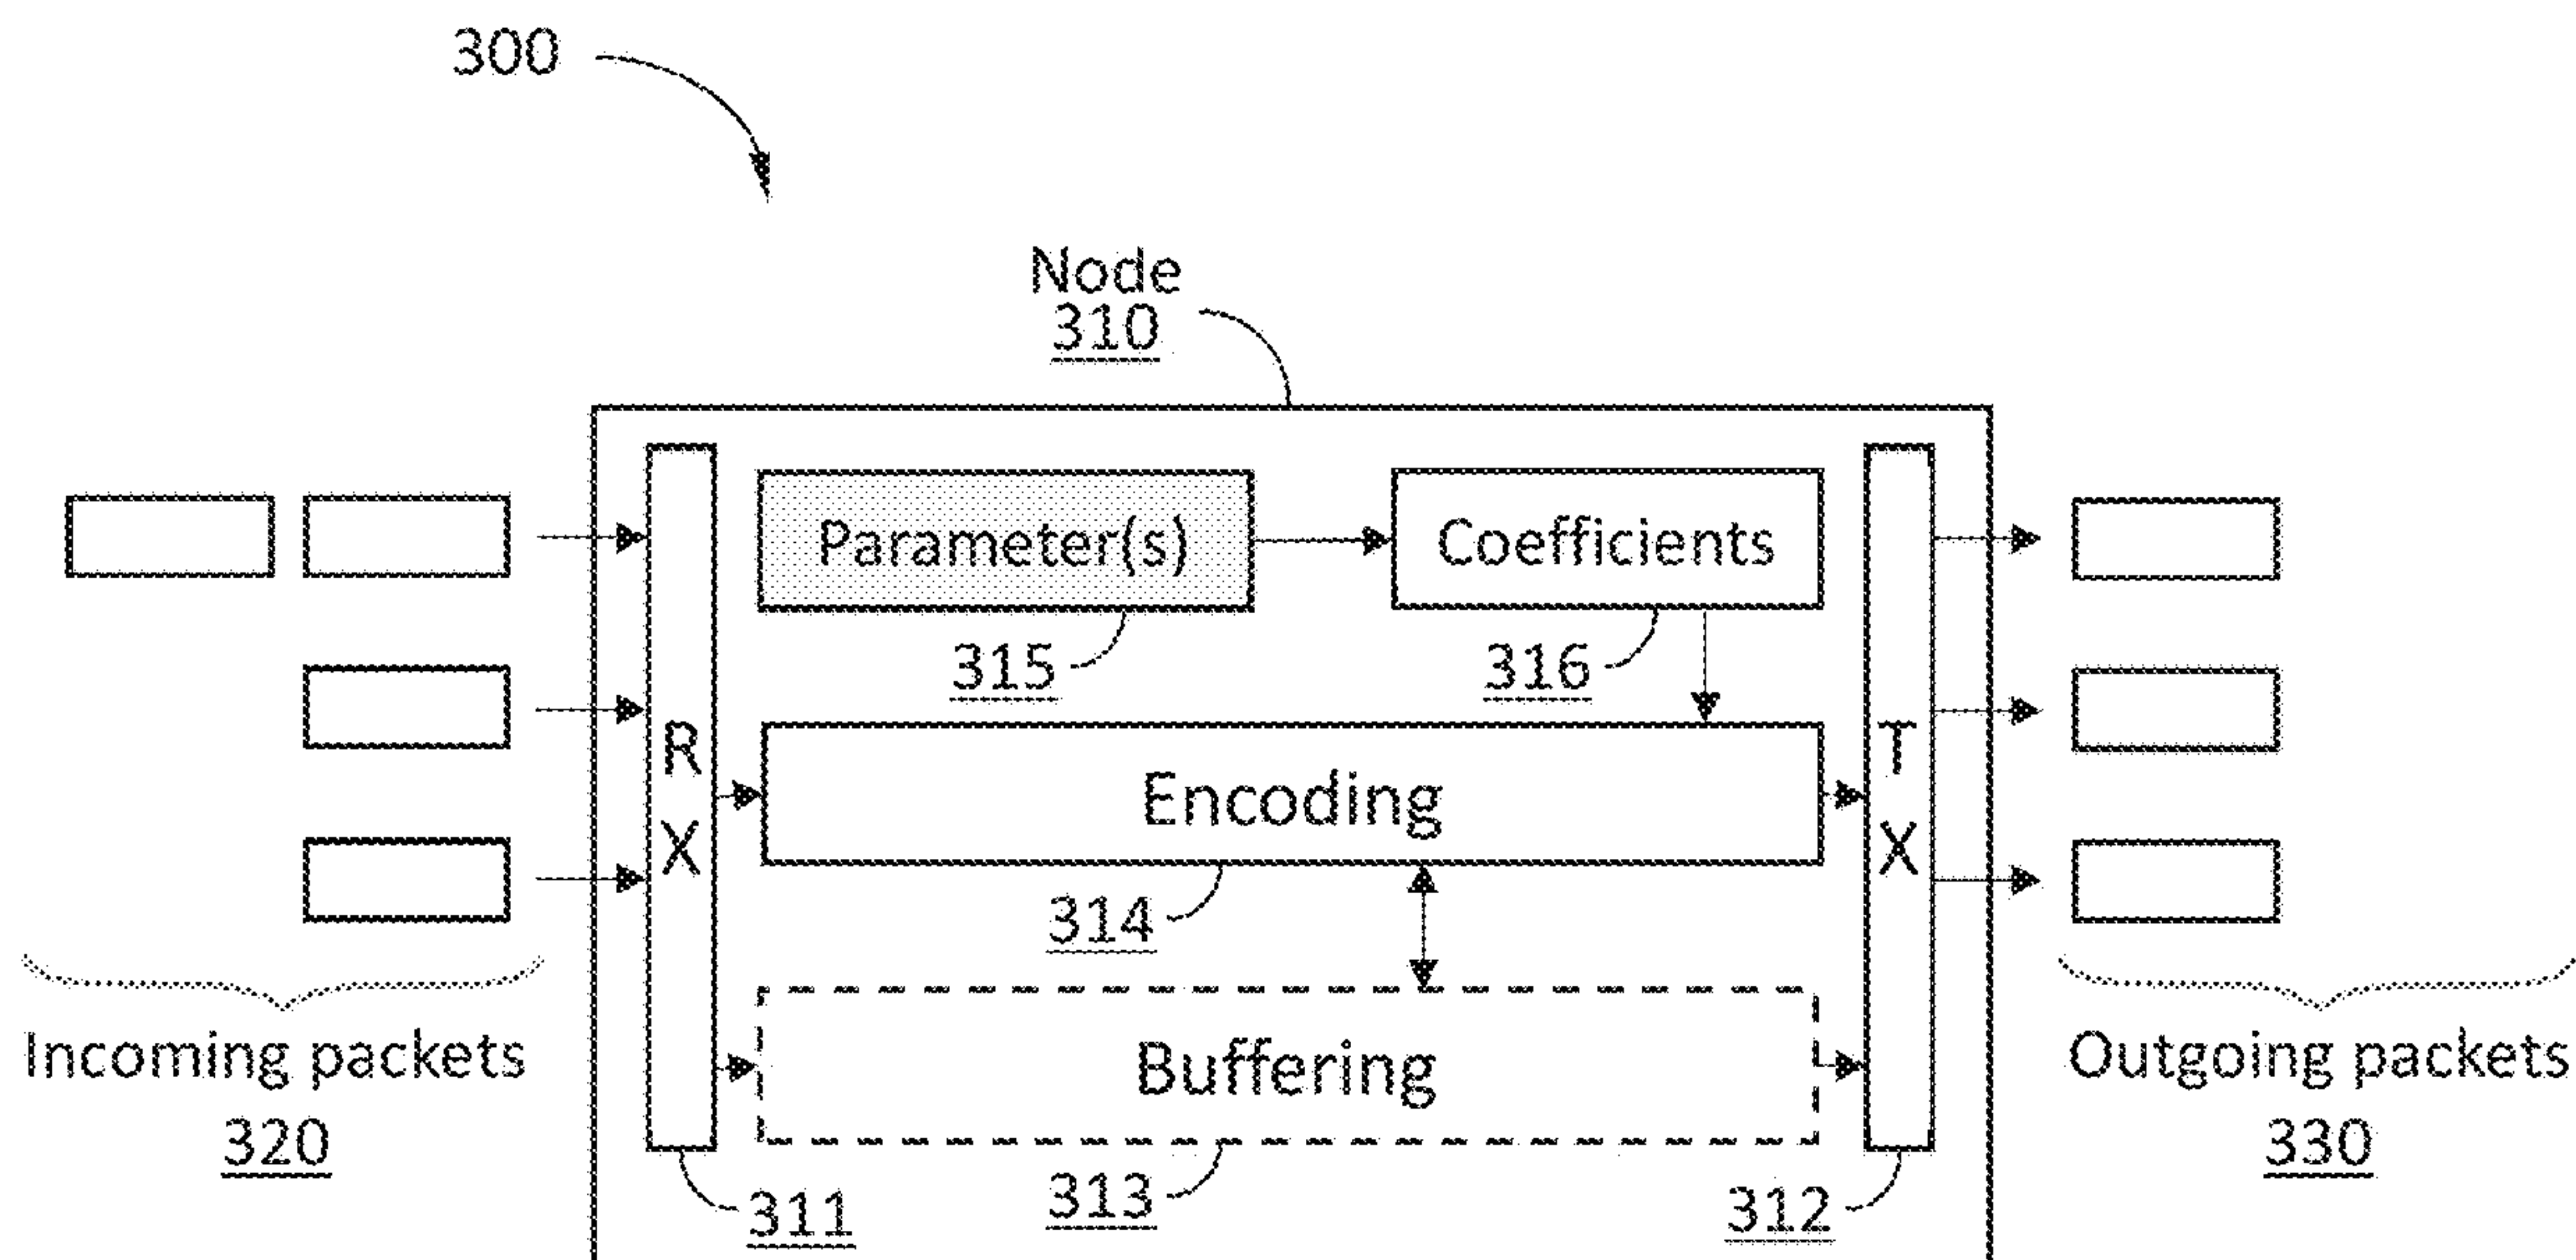 300
Node
310
Parameter(s)
Coefficients
315
316
R
X
T
X
Encoding
314
Buffering
Incoming packets
320
Outgoing packets
330
313
311
312